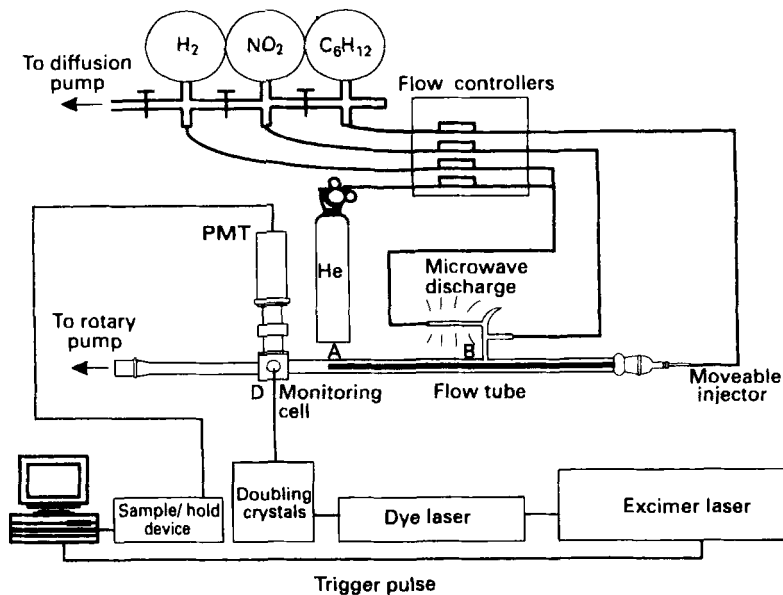 H2
NO2
C6H12
To diffusion
pump
Flow controllers
PMT
He
Microwave
discharge
To rotary
pump
A
B
D
Monitoring
cell
Flow tube
Moveable
injector
Sample/hold
device
Doubling
crystals
Dye laser
Excimer laser
Trigger pulse